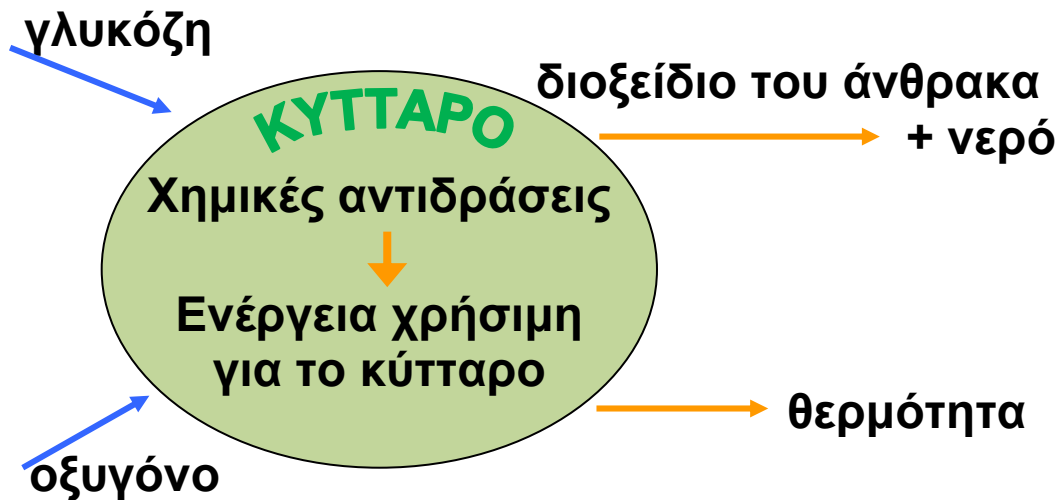 γλυκόζη
διοξείδιο του άνθρακα
+ νερό
ΚΥΤΤΑΡΟ
Χημικές αντιδράσεις
Ενέργεια χρήσιμη
για το κύτταρο
θερμότητα
οξυγόνο